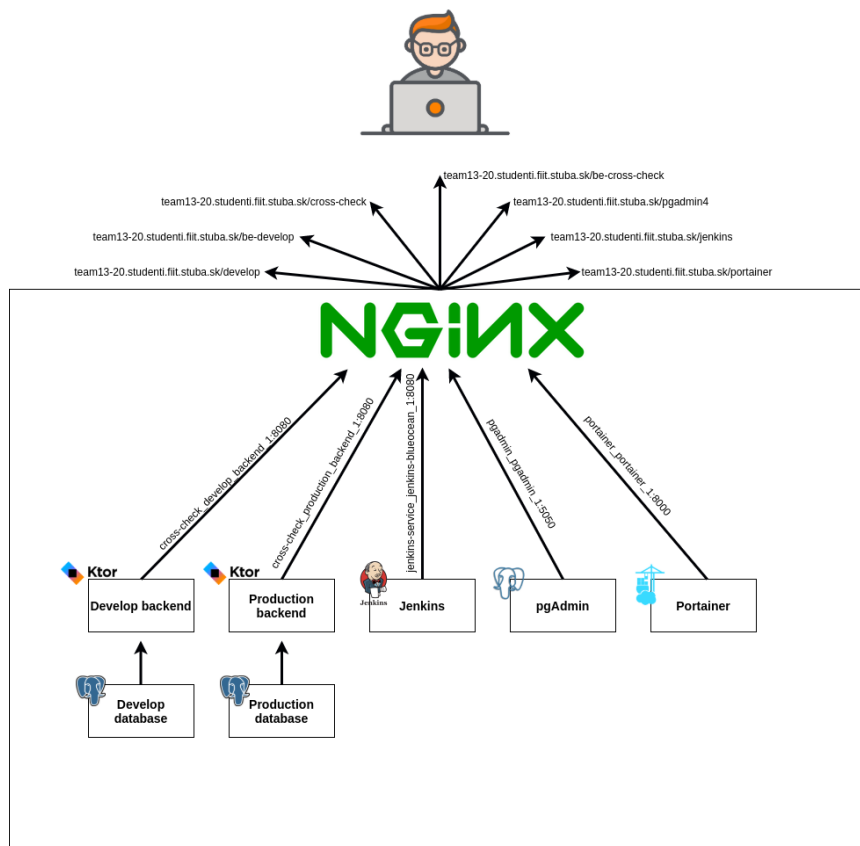 team13-20.studenti.fiit.stuba.sk/be-cross-check
team13-20.studenti.fiit.stuba.sk/cross-check
team13-20.studenti.fiit.stuba.sk/pgadmin4
team13-20.studenti.fiit.stuba.sk/be-develop
team13-20.studenti.fiit.stuba.sk/jenkins
team13-20.studenti.fiit.stuba.sk/develop
team13-20.studenti.fiit.stuba.sk/portainer
NGiNX
cross-check_develop_backend_1:8080
cross-check_production_backend_1:8080
jenkins-service_jenkins-blueocean_1:8080
pgadmin_pgadmin_1:5050
portainer_portainer_1:8000
Ktor
Develop backend
Ktor
Production
backend
Jenkins
Jenkins
pgAdmin
Portainer
Develop
database
Production
database